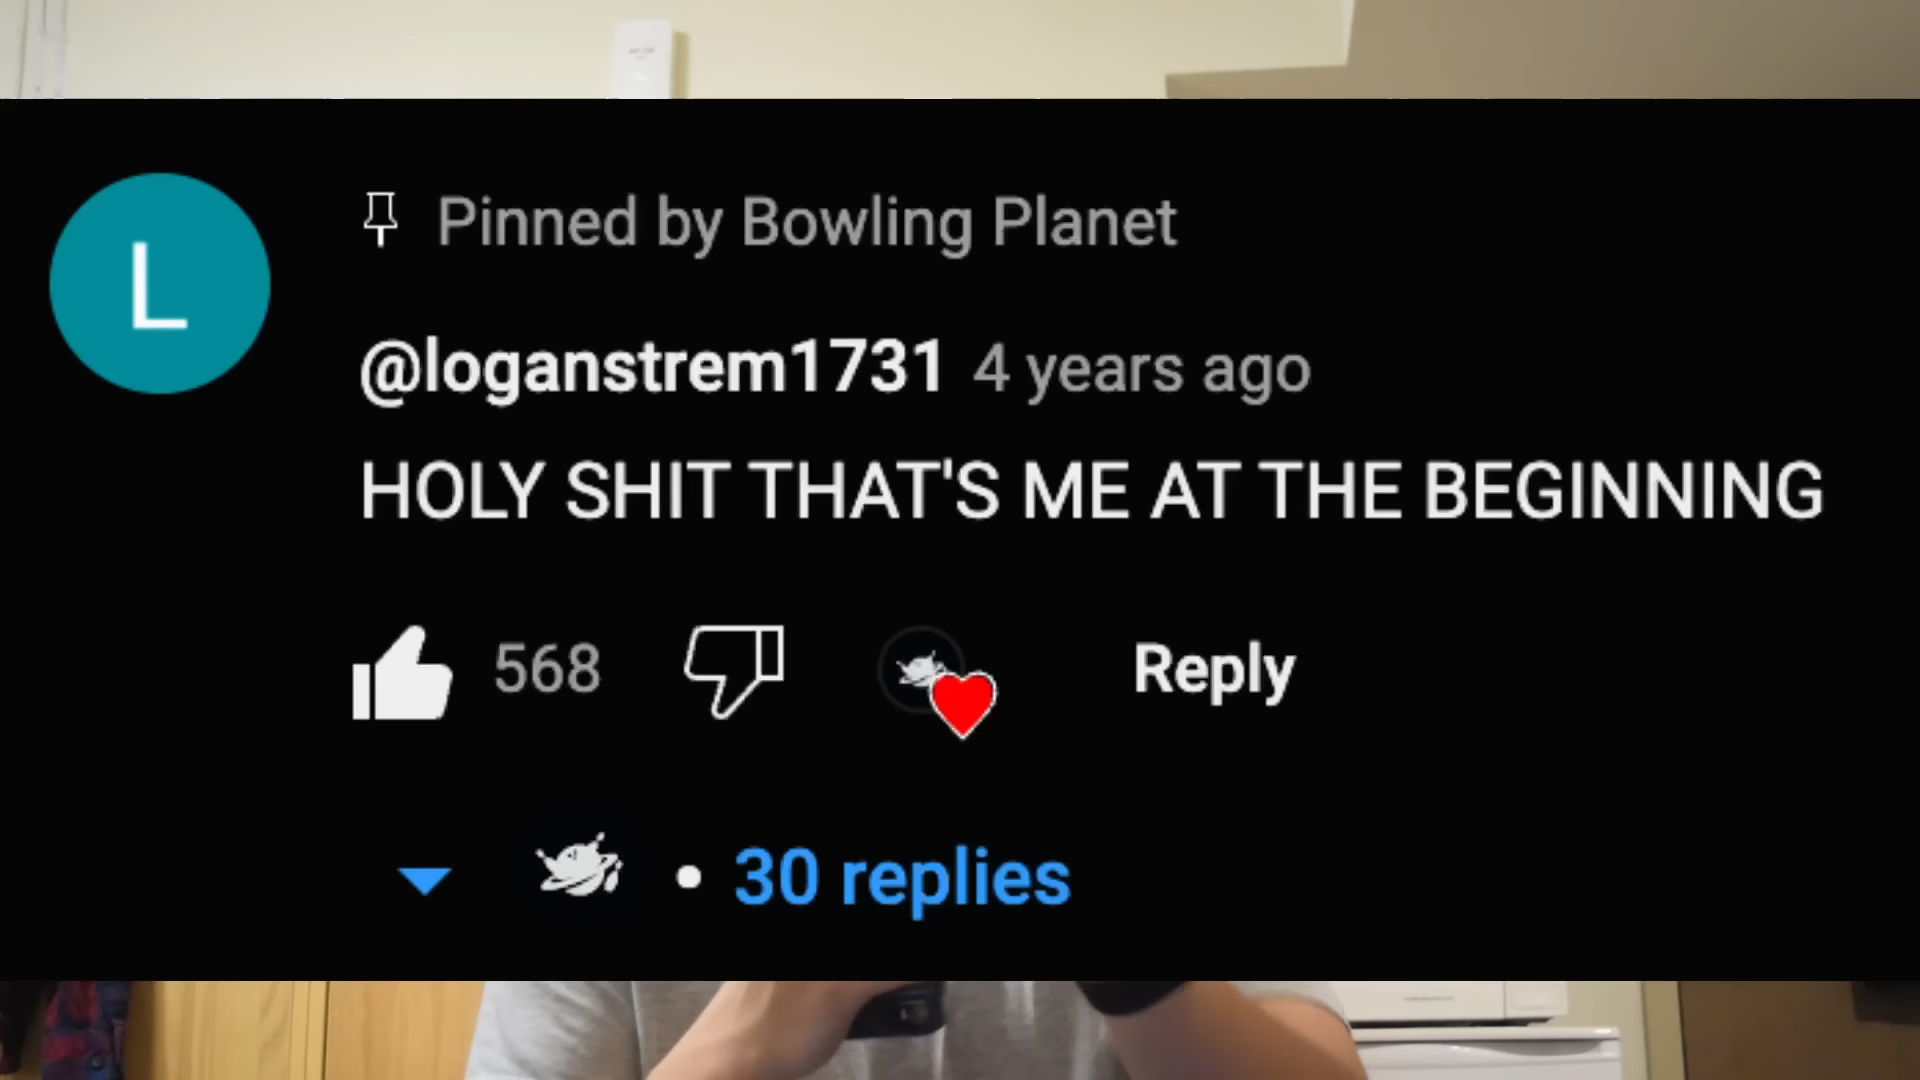 L
Pinned by Bowling Planet
@loganstrem1731 4 years ago
HOLY SHIT THAT'S ME AT THE BEGINNING
568
Reply
• 30 replies